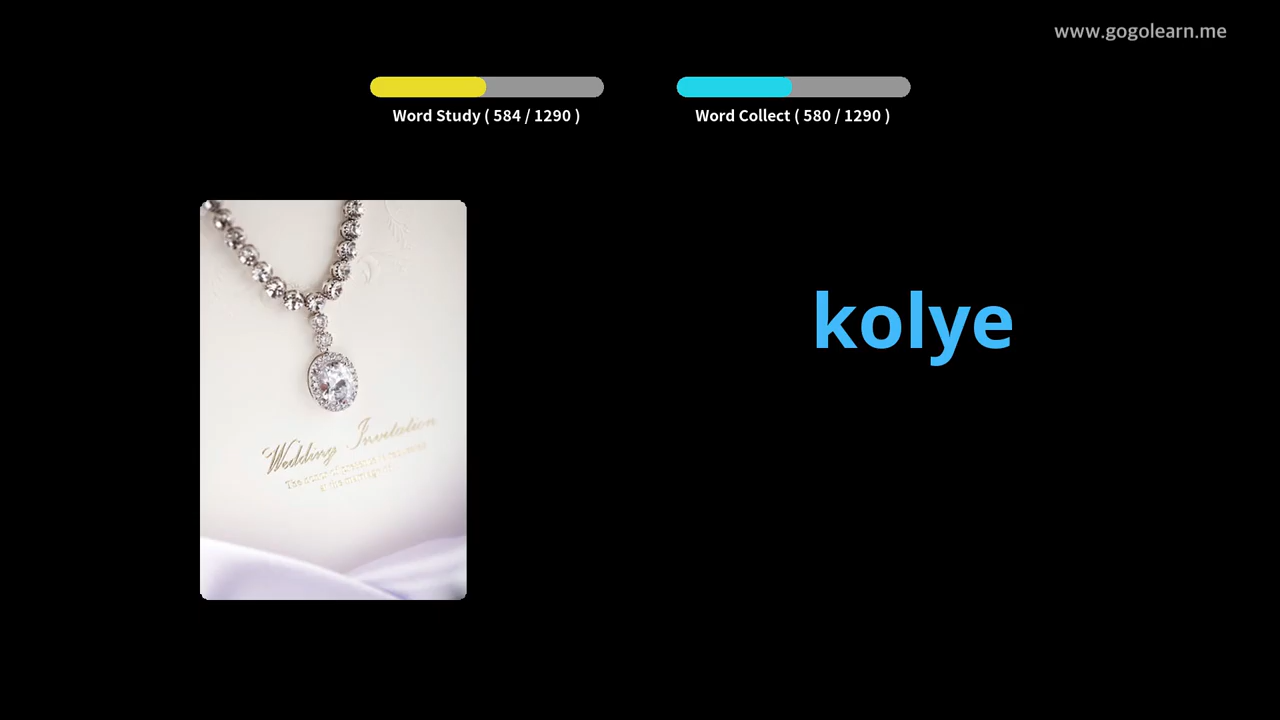 www.gogolearn.me
Word Study ( 584 / 1290 )
Word Collect ( 580 / 1290 )
kolye
Wedding Invitation